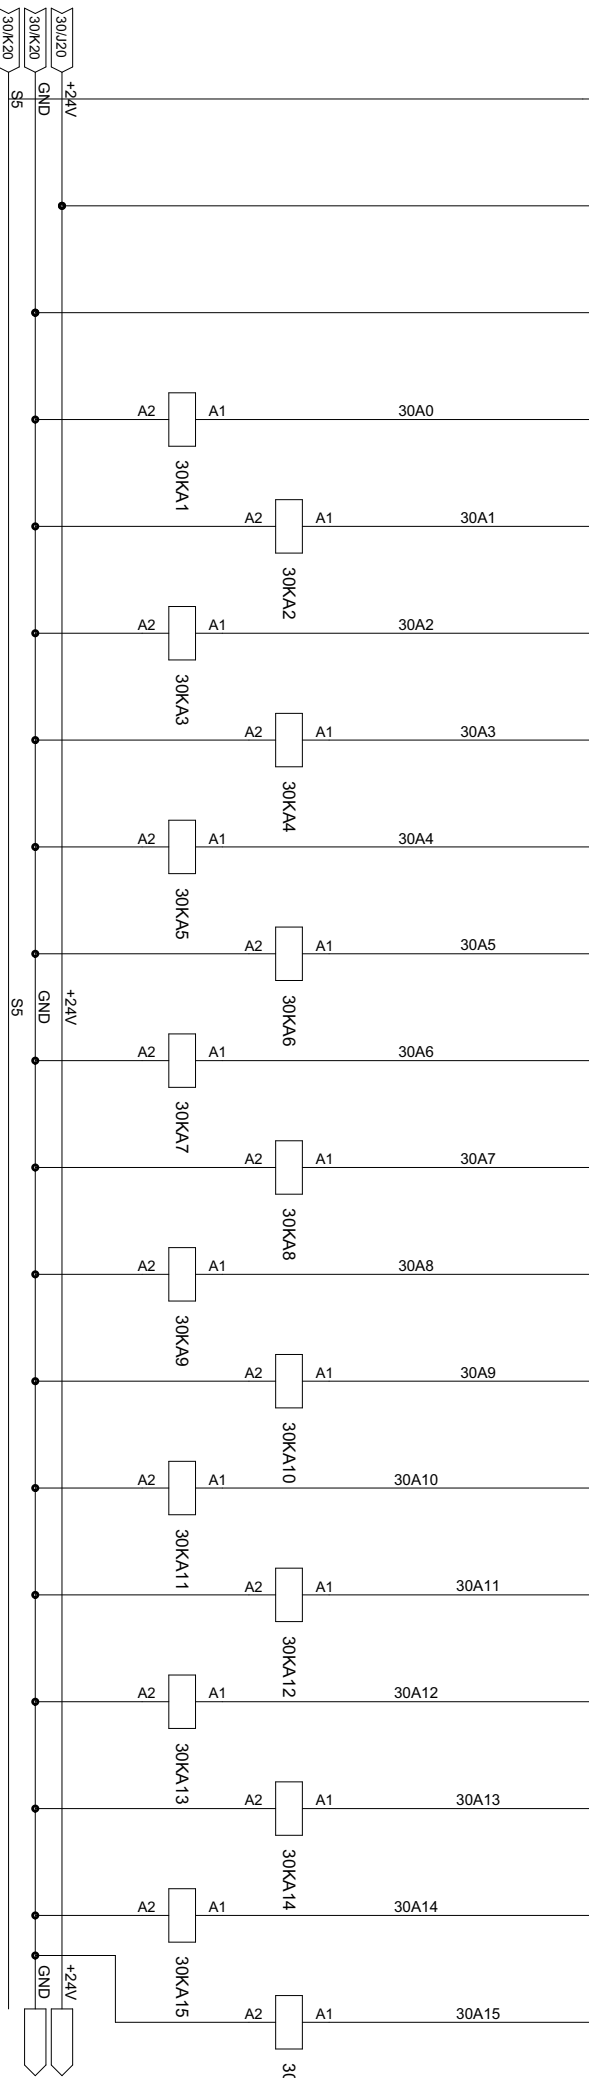 30/J20
30/K20
30/K20
+24V
GND
S5
A2 A1 30A0
30KA1
A2 A1 30A1
30KA2
A2 A1 30A2
30KA3
A2 A1 30A3
30KA4
A2 A1 30A4
30KA5
A2 A1 30A5
30KA6
+24V
GND
S5
A2 A1 30A6
30KA7
A2 A1 30A7
30KA8
A2 A1 30A8
30KA9
A2 A1 30A9
30KA10
A2 A1 30A10
30KA11
A2 A1 30A11
30KA12
A2 A1 30A12
30KA13
A2 A1 30A13
30KA14
A2 A1 30A14
30KA15
+24V
GND
A2 A1 30A15